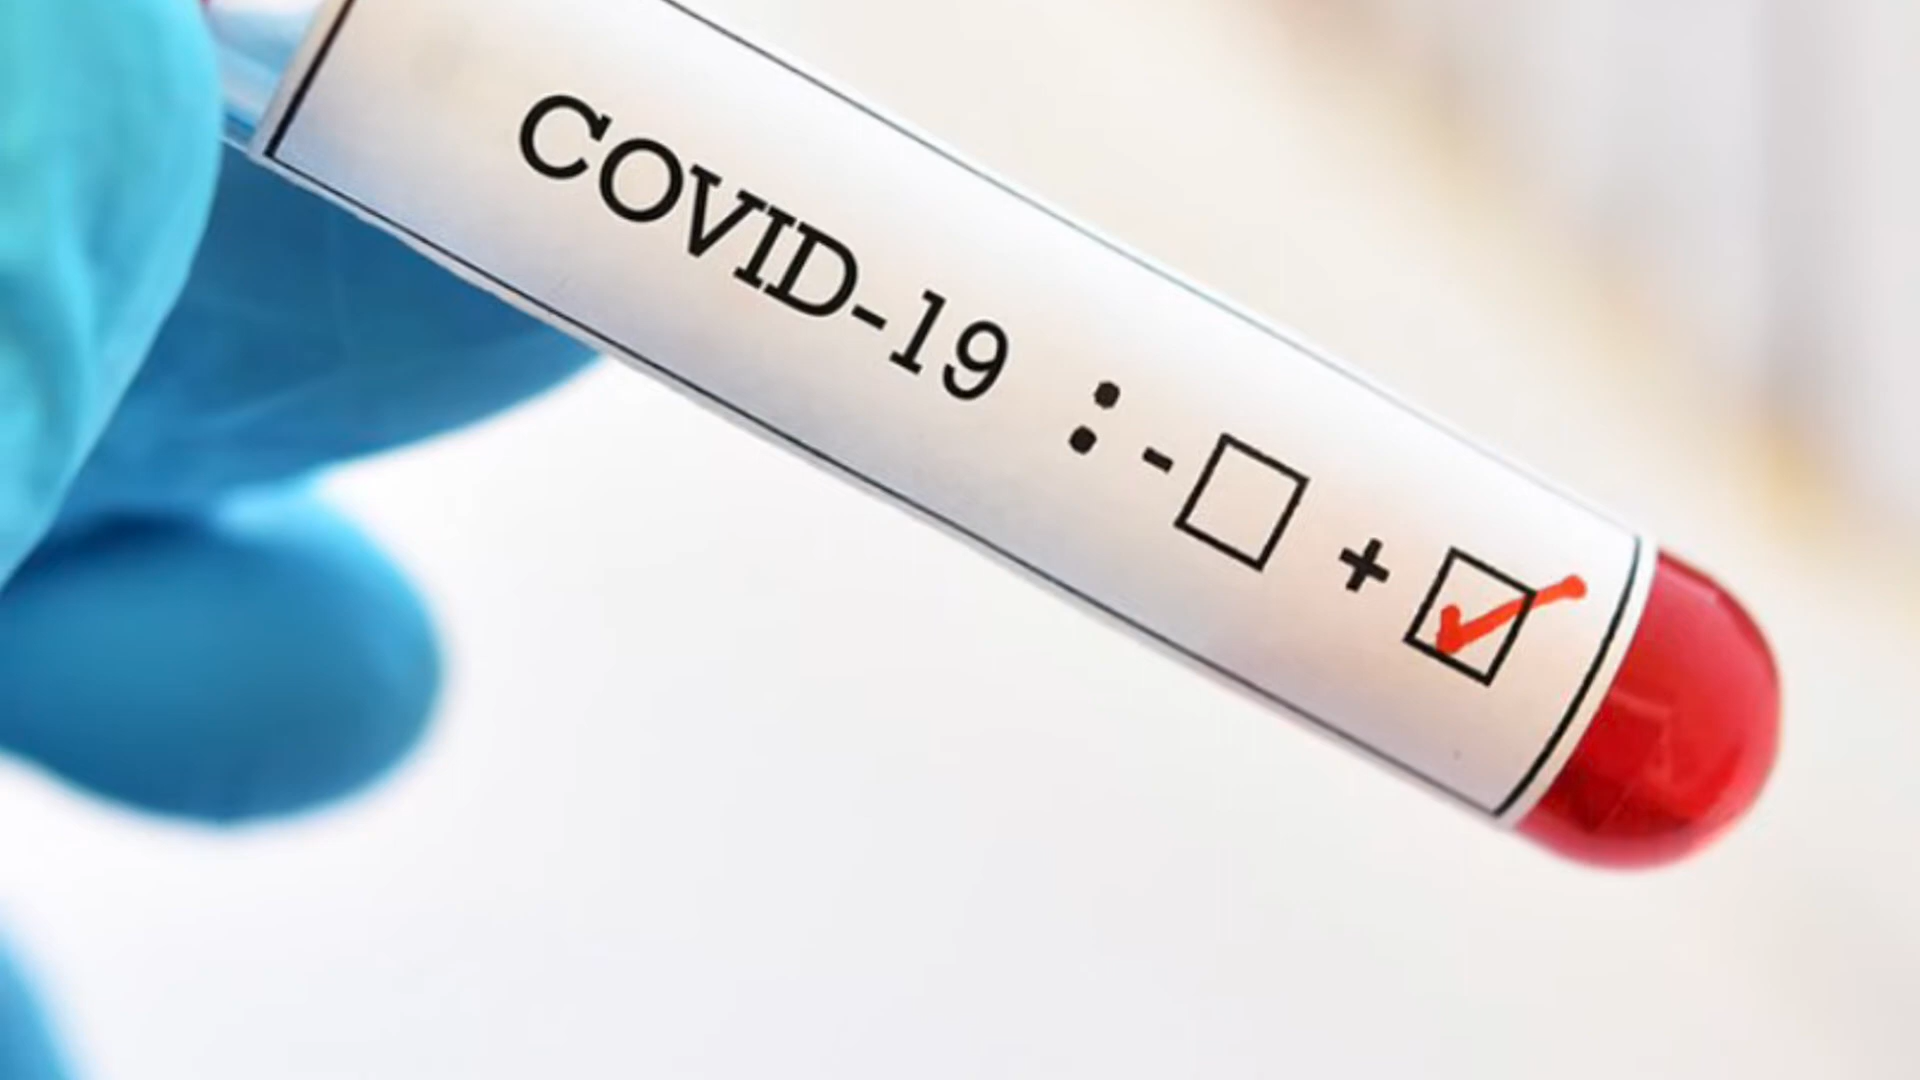 COVID-19 : - ☐ + ☑